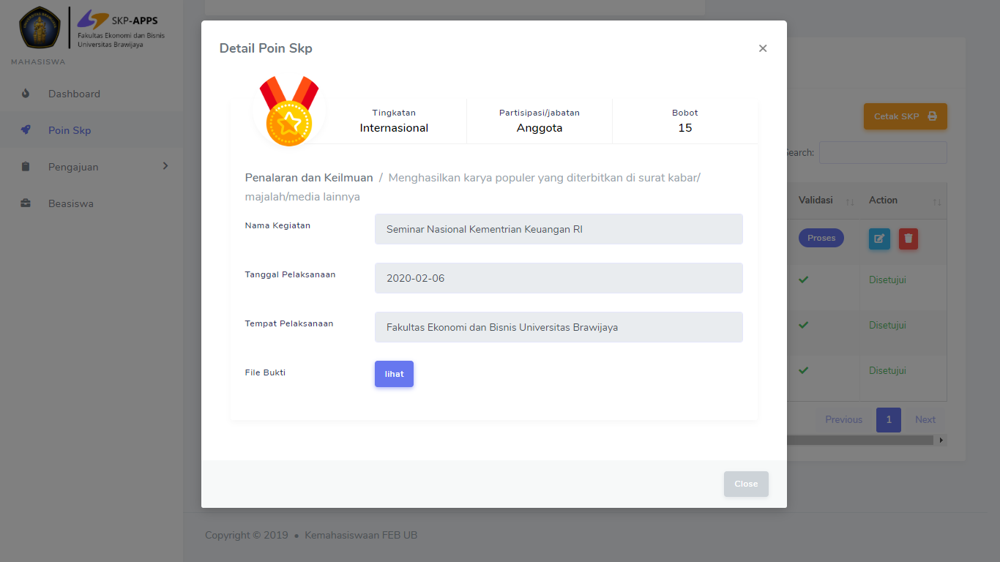 SKP-APPS
Fakultas Ekonomi dan Bisnis
Universitas Brawijaya
MAHASISWA
Dashboard
Poin Skp
Pengajuan
Beasiswa
Detail Poin Skp
×
Tingkatan
Internasional
Partisipasi/jabatan
Anggota
Bobot
15
Penalaran dan Keilmuan / Menghasilkan karya populer yang diterbitkan di surat kabar/
majalah/media lainnya
Nama Kegiatan
Seminar Nasional Kementrian Keuangan RI
Tanggal Pelaksanaan
2020-02-06
Tempat Pelaksanaan
Fakultas Ekonomi dan Bisnis Universitas Brawijaya
File Bukti
lihat
Close
Cetak SKP
Search:
Validasi
Action
Proses
Disetujui
Disetujui
Disetujui
Previous
1
Next
Copyright © 2019 • Kemahasiswaan FEB UB